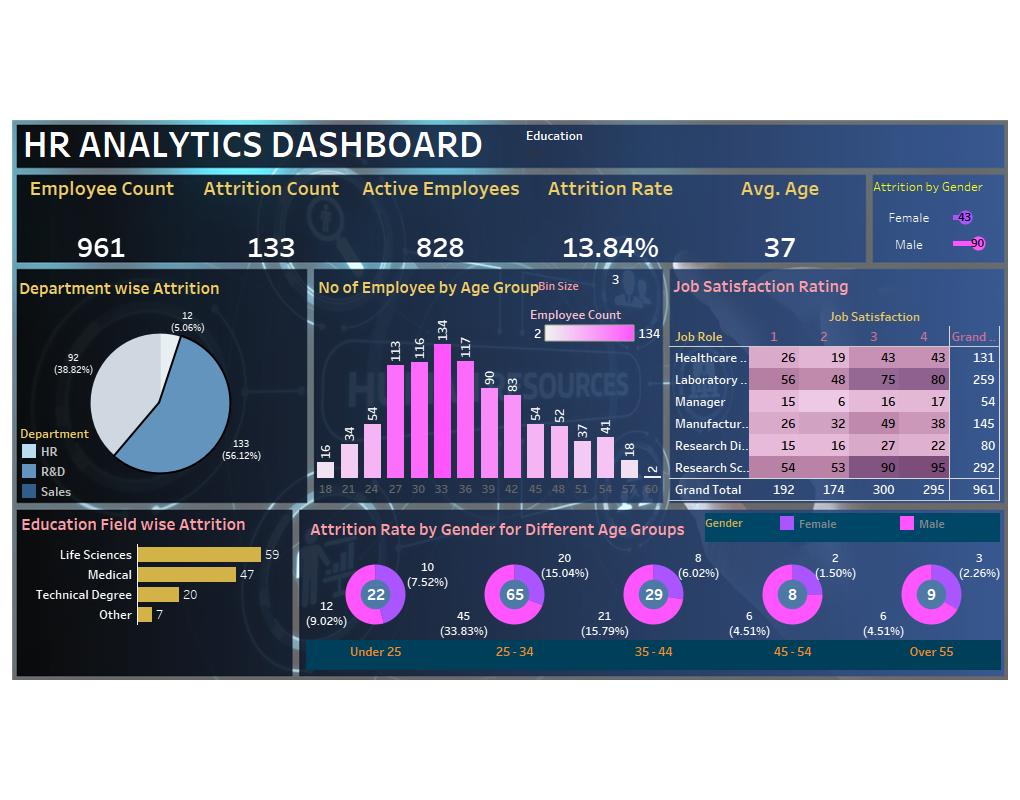 HR ANALYTICS DASHBOARD
Education
Employee Count
961
Attrition Count
133
Active Employees
828
Attrition Rate
13.84%
Avg. Age
37
Attrition by Gender
Female 43
Male 90
Department wise Attrition
12
(5.06%)
92
(38.82%)
133
(56.12%)
Department
HR
R&D
Sales
No of Employee by Age Group
Bin Size 3
Employee Count
2 134
16 34 54 113 116 134 117 90 83 54 52 37 41 18 2
18 21 24 27 30 33 36 39 42 45 48 51 54 57 60
Job Satisfaction Rating
Job Satisfaction
Job Role 1 2 3 4 Grand ..
Healthcare .. 26 19 43 43 131
Laboratory .. 56 48 75 80 259
Manager 15 6 16 17 54
Manufactur.. 26 32 49 38 145
Research Di.. 15 16 27 22 80
Research Sc.. 54 53 90 95 292
Grand Total 192 174 300 295 961
Education Field wise Attrition
Life Sciences 59
Medical 47
Technical Degree 20
Other 7
Attrition Rate by Gender for Different Age Groups
Gender Female Male
10
(7.52%)
22
12
(9.02%)
Under 25
20
(15.04%)
65
45
(33.83%)
25 - 34
8
(6.02%)
29
21
(15.79%)
35 - 44
2
(1.50%)
8
6
(4.51%)
45 - 54
3
(2.26%)
9
6
(4.51%)
Over 55